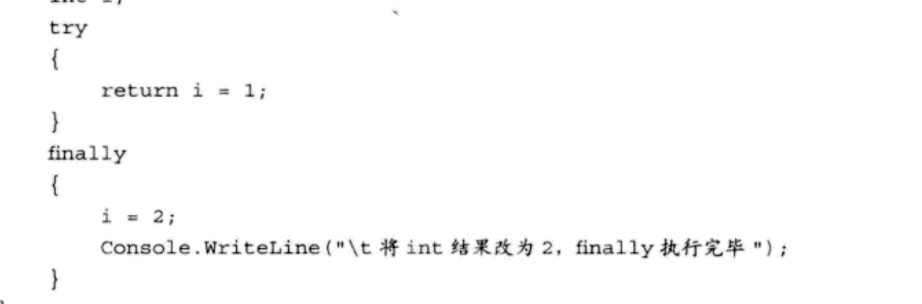 try
{
return i = 1;
}
finally
{
i = 2;
Console.WriteLine("\t 将 int 结果改为 2, finally 执行完毕 ");
}